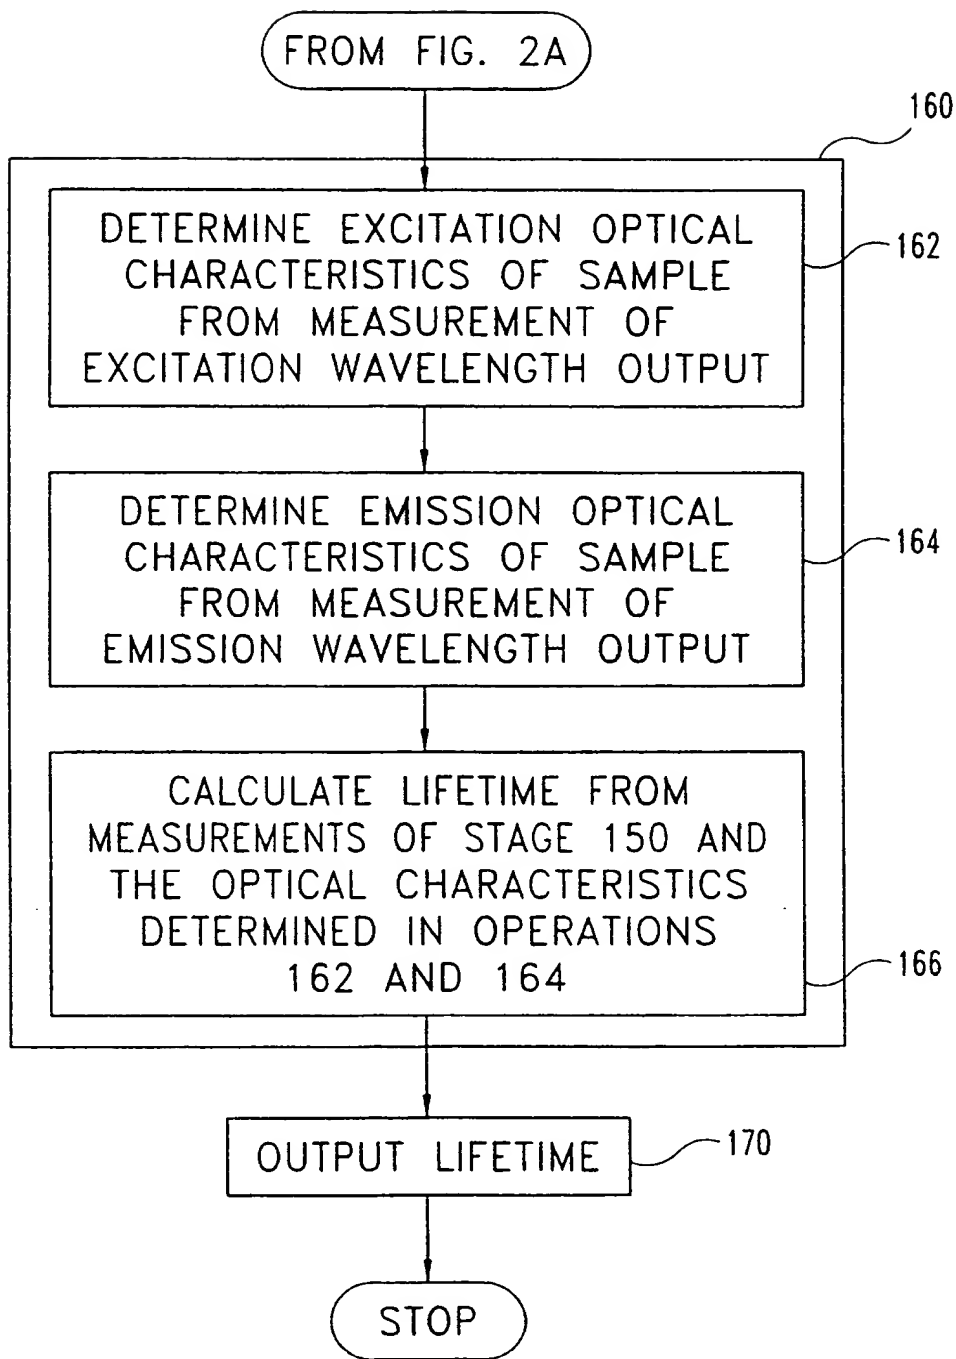 FROM FIG. 2A
160
DETERMINE EXCITATION OPTICAL
CHARACTERISTICS OF SAMPLE
FROM MEASUREMENT OF
EXCITATION WAVELENGTH OUTPUT
162
DETERMINE EMISSION OPTICAL
CHARACTERISTICS OF SAMPLE
FROM MEASUREMENT OF
EMISSION WAVELENGTH OUTPUT
164
CALCULATE LIFETIME FROM
MEASUREMENTS OF STAGE 150 AND
THE OPTICAL CHARACTERISTICS
DETERMINED IN OPERATIONS
162 AND 164
166
OUTPUT LIFETIME
170
STOP